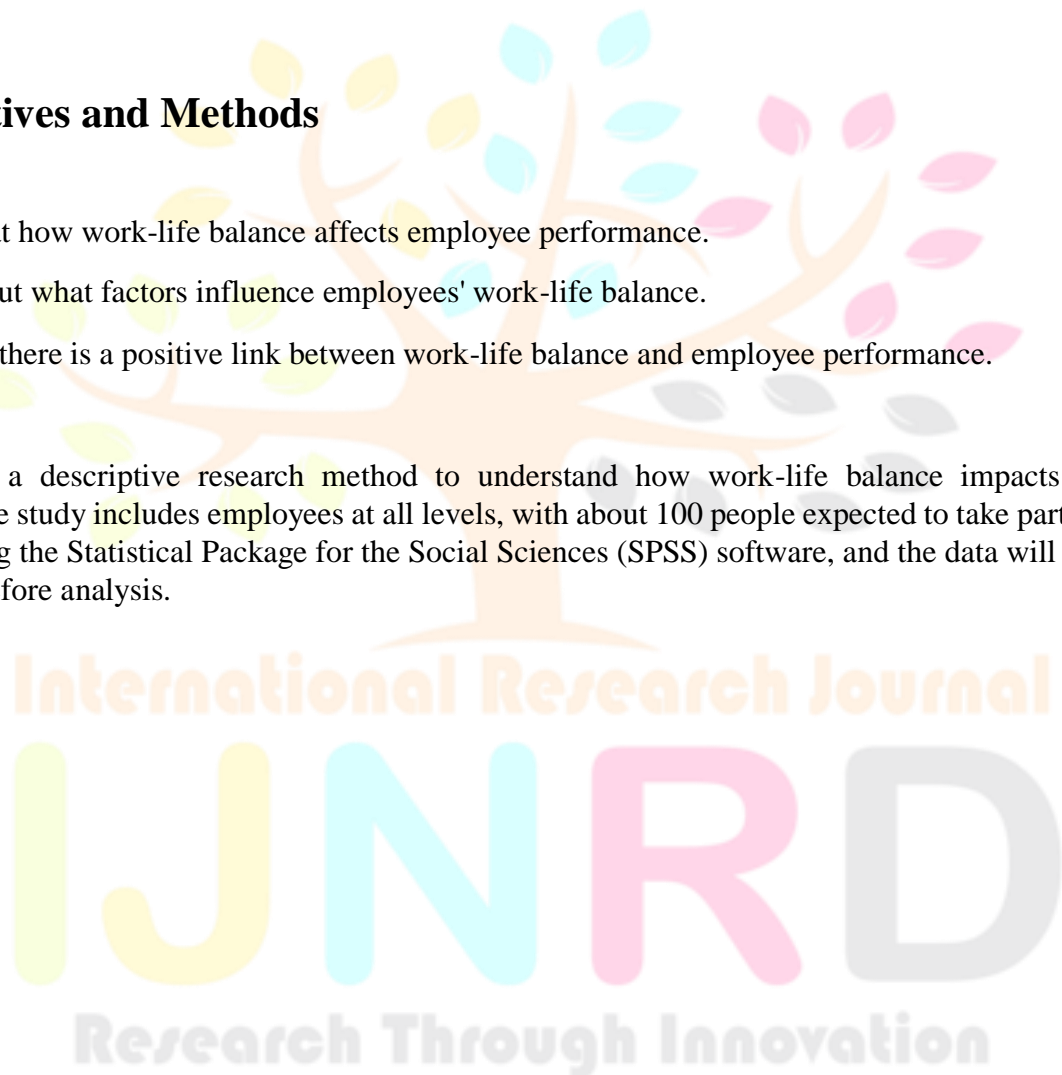 tives and Methods
t how work-life balance affects employee performance.
ut what factors influence employees' work-life balance.
there is a positive link between work-life balance and employee performance.
a descriptive research method to understand how work-life balance impacts
e study includes employees at all levels, with about 100 people expected to take part
g the Statistical Package for the Social Sciences (SPSS) software, and the data will
fore analysis.
International Research Journal
IJNRD
Research Through Innovation